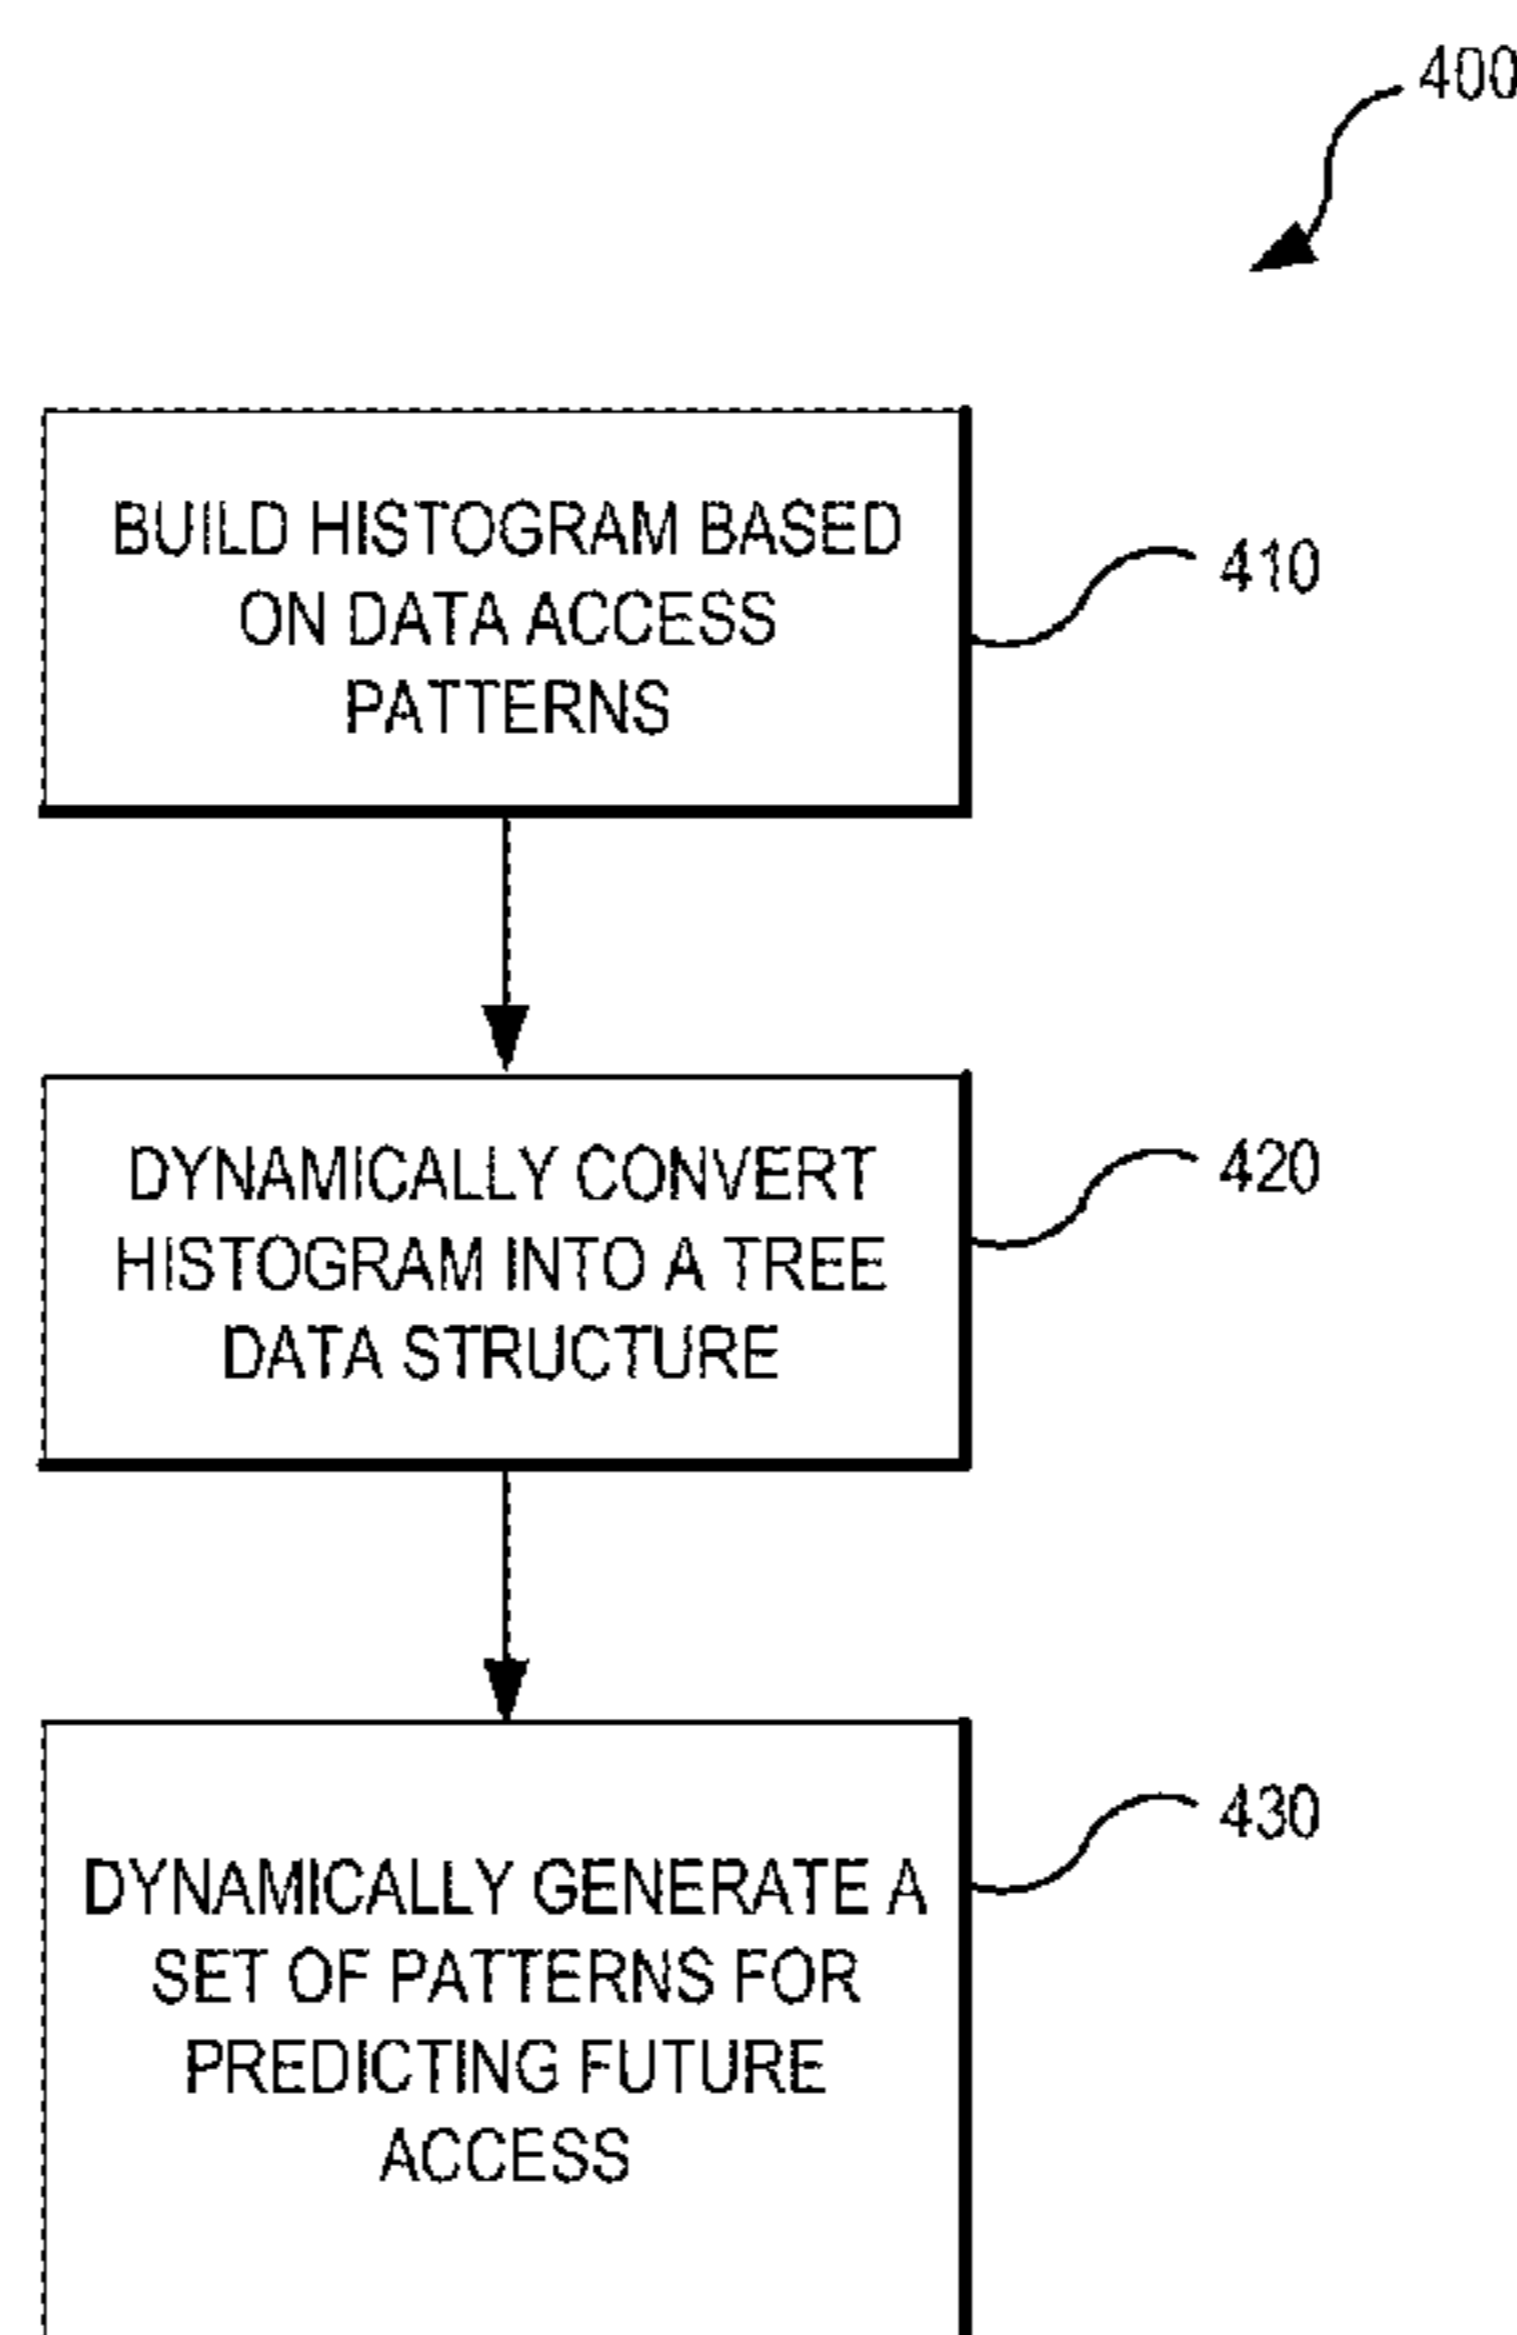 400
BUILD HISTOGRAM BASED
ON DATA ACCESS
PATTERNS
410
DYNAMICALLY CONVERT
HISTOGRAM INTO A TREE
DATA STRUCTURE
420
DYNAMICALLY GENERATE A
SET OF PATTERNS FOR
PREDICTING FUTURE
ACCESS
430